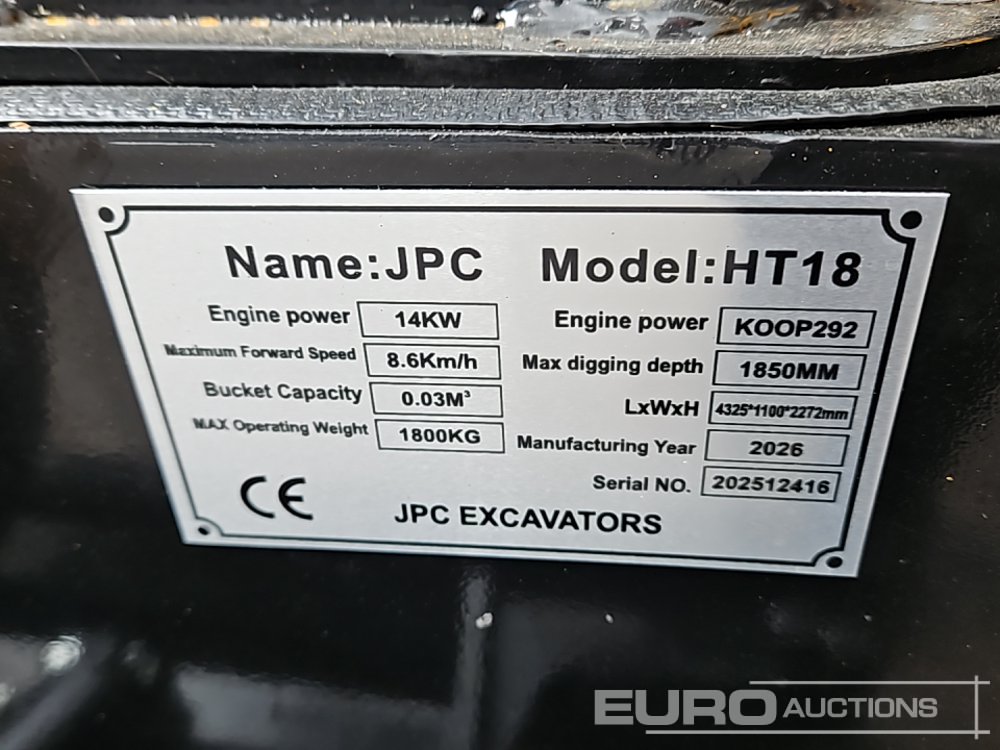 Name:JPC Model:HT18
Engine power 14KW
Maximum Forward Speed 8.6Km/h
Bucket Capacity 0.03M³
MAX Operating Weight 1800KG
Engine power KOOP292
Max digging depth 1850MM
LxWxH 4325*1100*2272mm
Manufacturing Year 2026
Serial NO. 202512416
CE JPC EXCAVATORS
EURO AUCTIONS